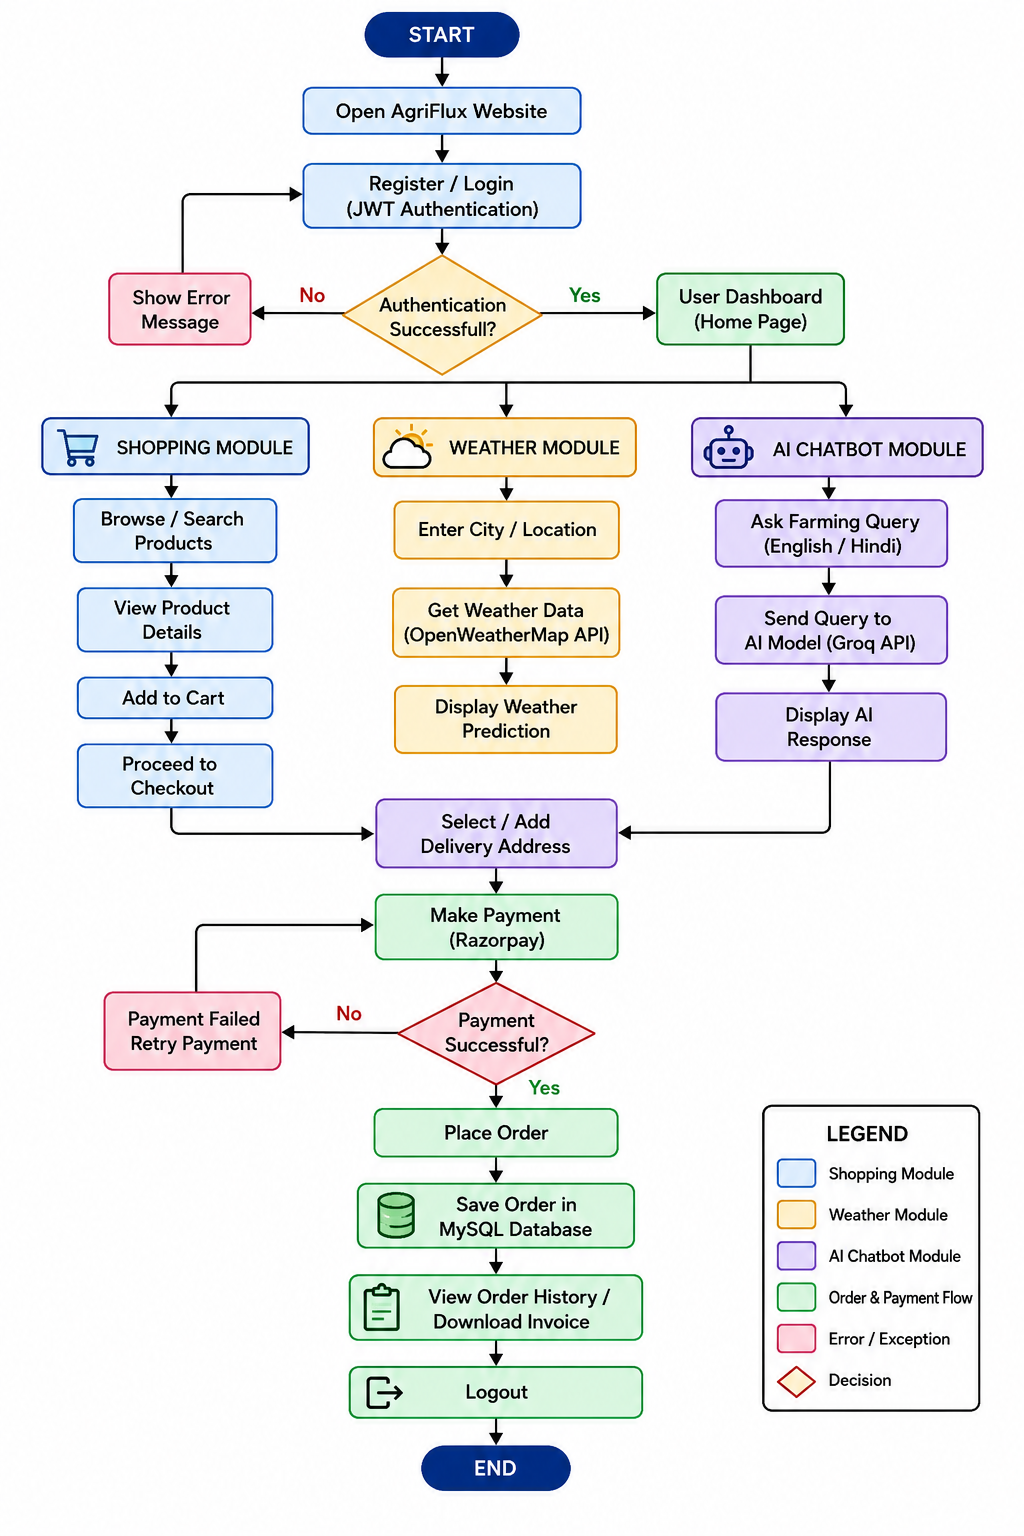 START
Open AgriFlux Website
Register / Login
(JWT Authentication)
Show Error
Message
No
Authentication
Successfull?
Yes
User Dashboard
(Home Page)
SHOPPING MODULE
WEATHER MODULE
AI CHATBOT MODULE
Browse / Search
Products
View Product
Details
Add to Cart
Proceed to
Checkout
Enter City / Location
Get Weather Data
(OpenWeatherMap API)
Display Weather
Prediction
Ask Farming Query
(English / Hindi)
Send Query to
AI Model (Groq API)
Display AI
Response
Select / Add
Delivery Address
Make Payment
(Razorpay)
Payment Failed
Retry Payment
No
Payment
Successful?
Yes
Place Order
Save Order in
MySQL Database
View Order History /
Download Invoice
Logout
END
LEGEND
Shopping Module
Weather Module
AI Chatbot Module
Order & Payment Flow
Error / Exception
Decision